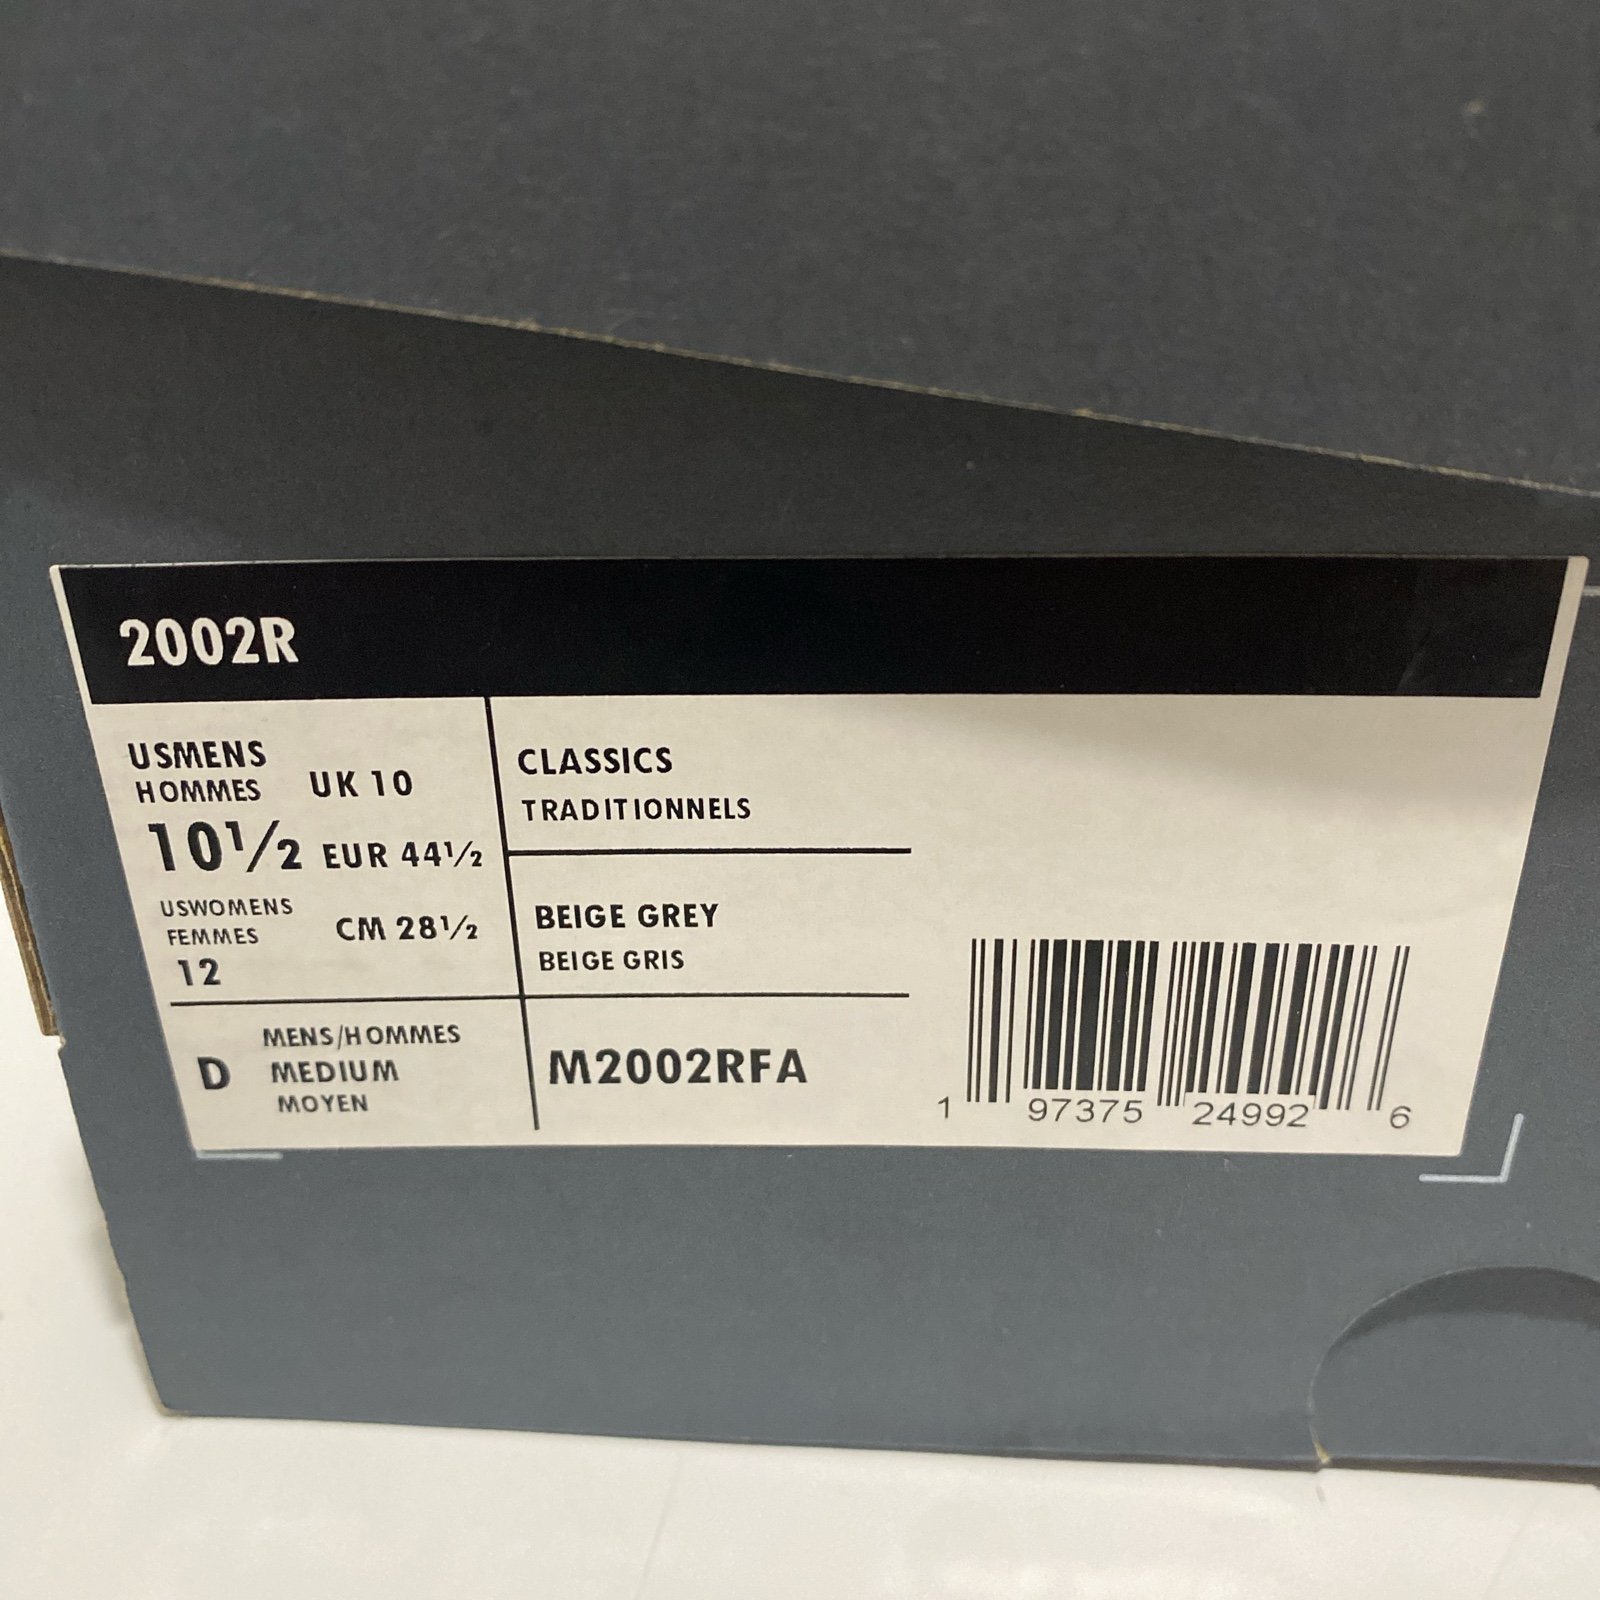 2002R
USMENS
HOMMES
10½
UK 10
EUR 44½
USWOMENS
FEMMES
12
CM 28½
CLASSICS
TRADITIONNELS
BEIGE GREY
BEIGE GRIS
D
MENS/HOMMES
MEDIUM
MOYEN
M2002RFA
1 97375 24992 6